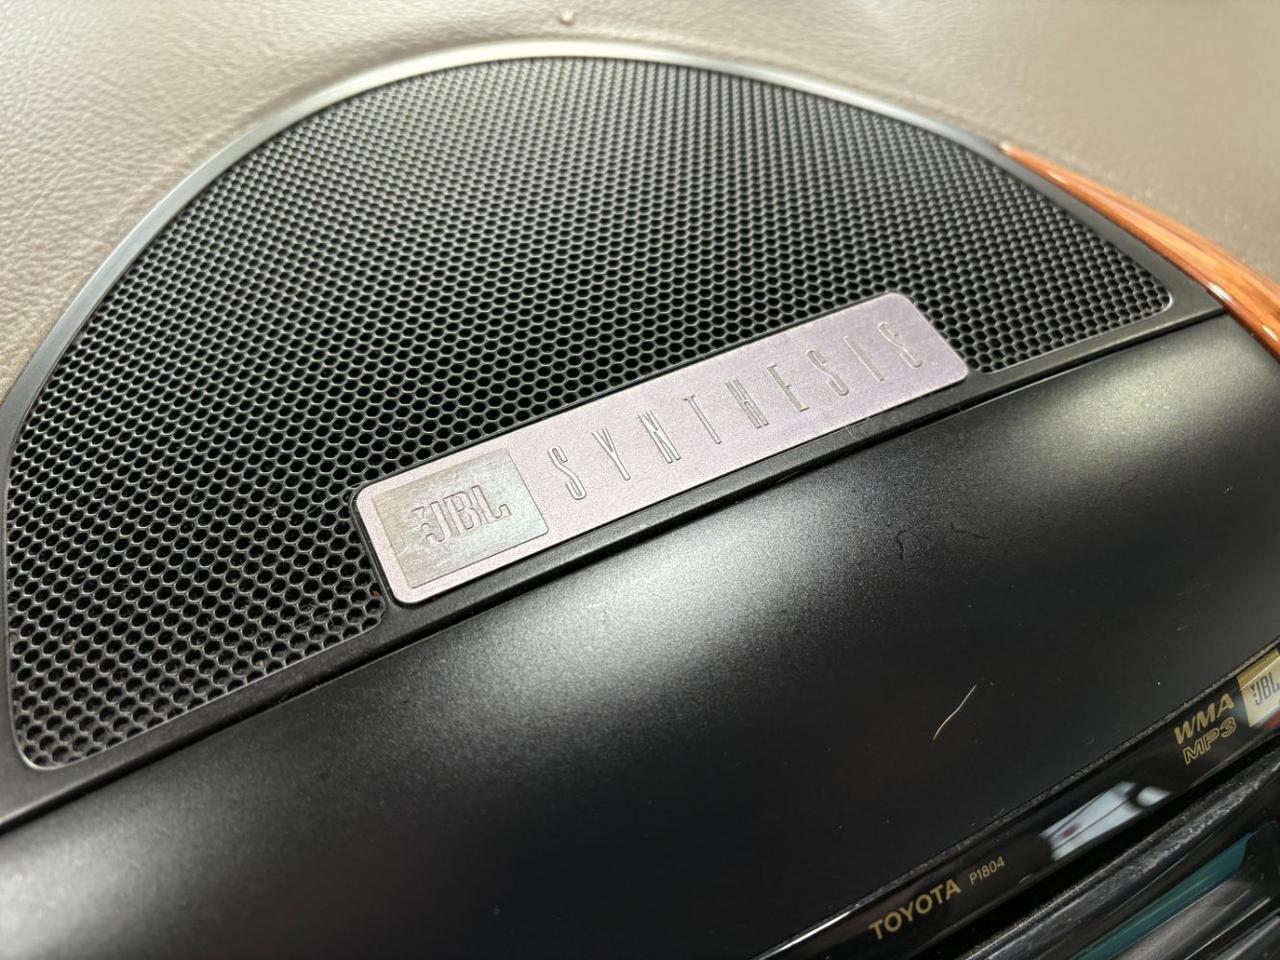 JBL SYNTHESIS
WMA JBL
MP3
TOYOTA P1804